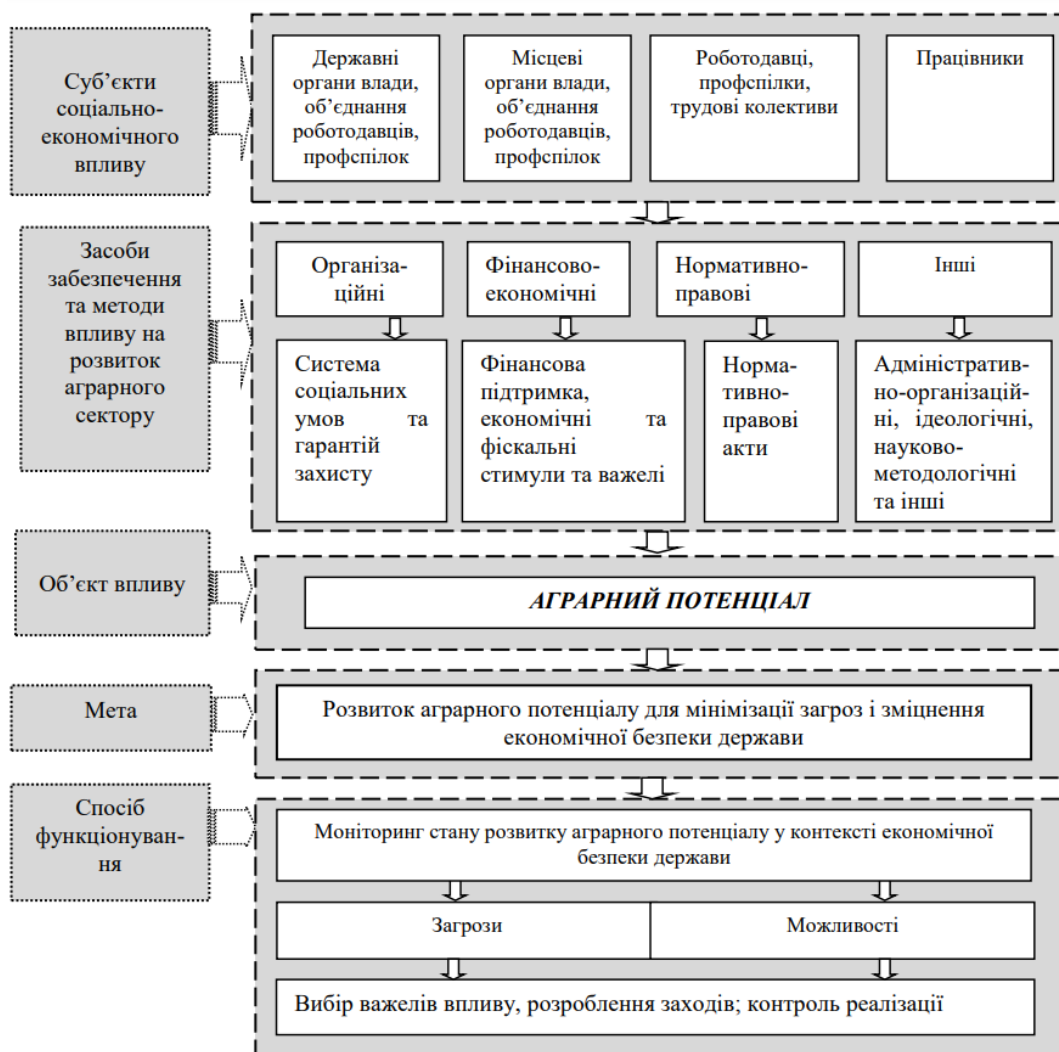 Суб’єкти
соціально-
економічного
впливу
Державні
органи влади,
об’єднання
роботодавців,
профспілок
Місцеві
органи влади,
об’єднання
роботодавців,
профспілок
Роботодавці,
профспілки,
трудові колективи
Працівники
Засоби
забезпечення
та методи
впливу на
розвиток
аграрного
сектору
Організа-
ційні
Фінансово-
економічні
Нормативно-
правові
Інші
Система
соціальних
умов та
гарантій
захисту
Фінансова
підтримка,
економічні та
фіскальні
стимули та важелі
Норма-
тивно-
правові
акти
Адміністратив-
но-організацій-
ні, ідеологічні,
науково-
методологічні
та інші
Об’єкт впливу
АГРАРНИЙ ПОТЕНЦІАЛ
Мета
Розвиток аграрного потенціалу для мінімізації загроз і зміцнення
економічної безпеки держави
Спосіб
функціонуван-
ня
Моніторинг стану розвитку аграрного потенціалу у контексті економічної
безпеки держави
Загрози
Можливості
Вибір важелів впливу, розроблення заходів; контроль реалізації